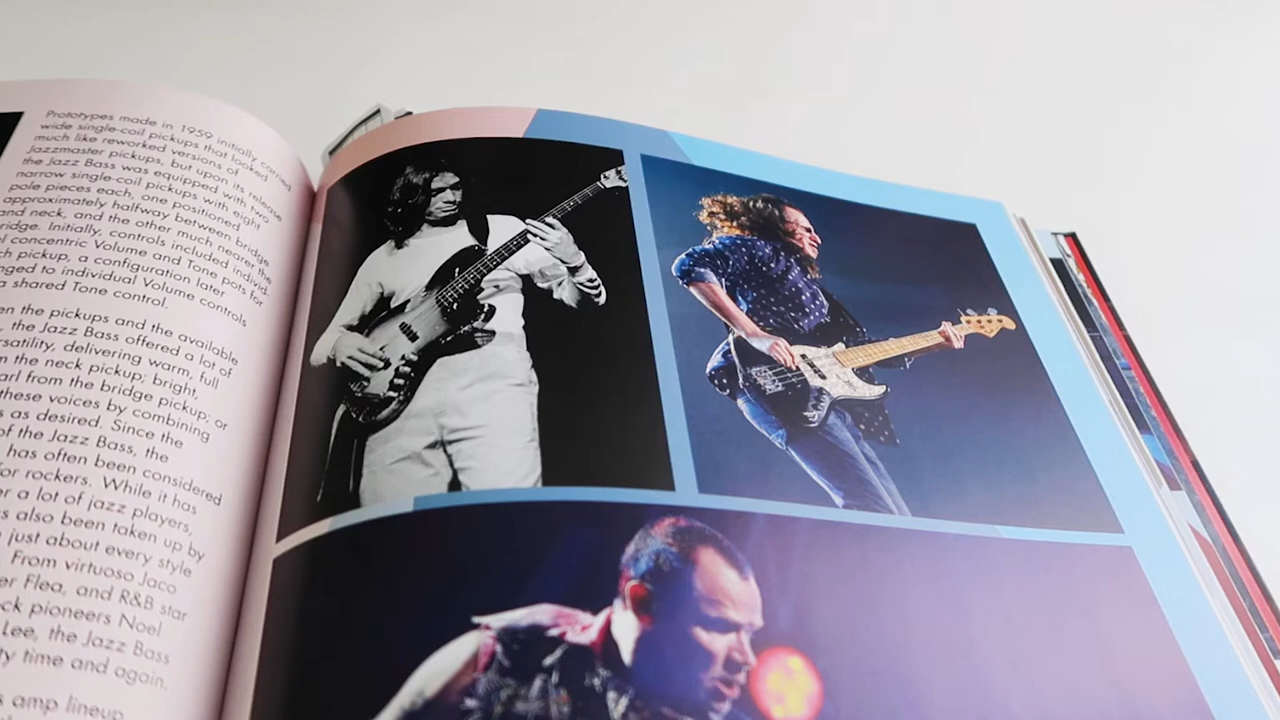 Prototypes made in 1959 initially carried
wide single-coil pickups that looked
much like reworked versions of
Jazzmaster pickups, but upon its release
the Jazz Bass was equipped with two
narrow single-coil pickups with eight
pole pieces each, one positioned
approximately halfway between bridge
and neck, and the other much nearer the
ridge. Initially, controls included individ-
l concentric Volume and Tone pots for
ch pickup, a configuration later
nged to individual Volume controls
a shared Tone control.
en the pickups and the available
, the Jazz Bass offered a lot of
rsatility, delivering warm, full
m the neck pickup; bright,
arl from the bridge pickup; or
these voices by combining
s as desired. Since the
of the Jazz Bass, the
has often been considered
for rockers. While it has
er a lot of jazz players,
s also been taken up by
just about every style
From virtuoso Jaco
er Flea, and R&B star
ck pioneers Noel
Lee, the Jazz Bass
ty time and again.
s amp lineup